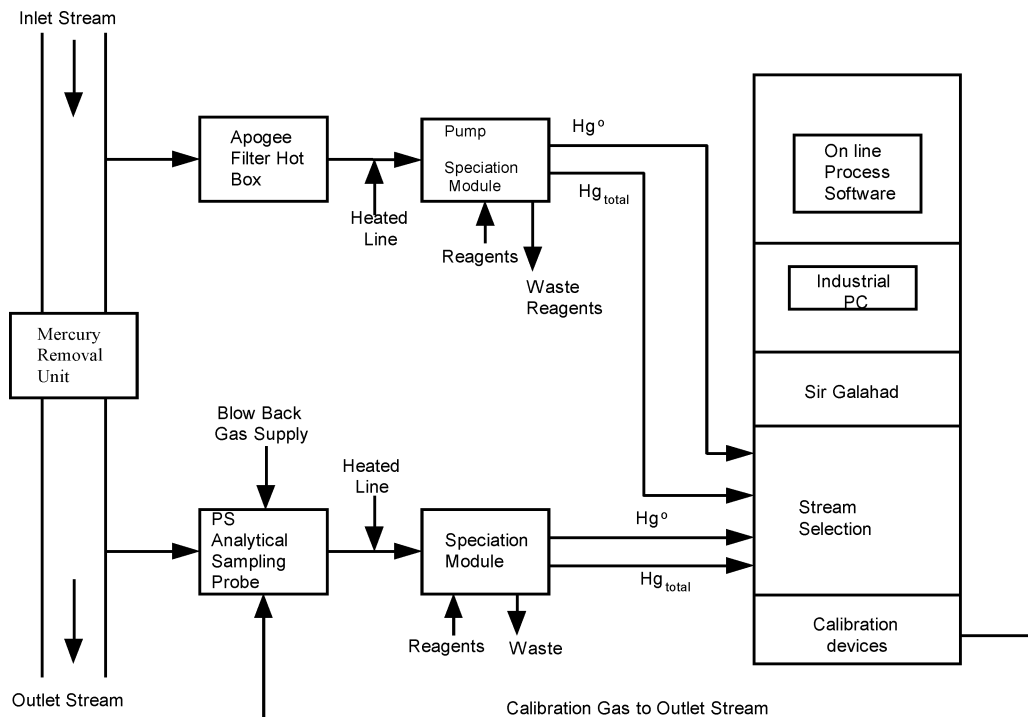 Inlet Stream
Apogee
Filter Hot
Box
Heated
Line
Pump
Speciation
Module
Reagents
Waste
Reagents
Hgº
Hg total
On line
Process
Software
Industrial
PC
Mercury
Removal
Unit
Sir Galahad
Blow Back
Gas Supply
Heated
Line
PS
Analytical
Sampling
Probe
Speciation
Module
Reagents
Waste
Hgº
Hg total
Stream
Selection
Calibration
devices
Outlet Stream
Calibration Gas to Outlet Stream